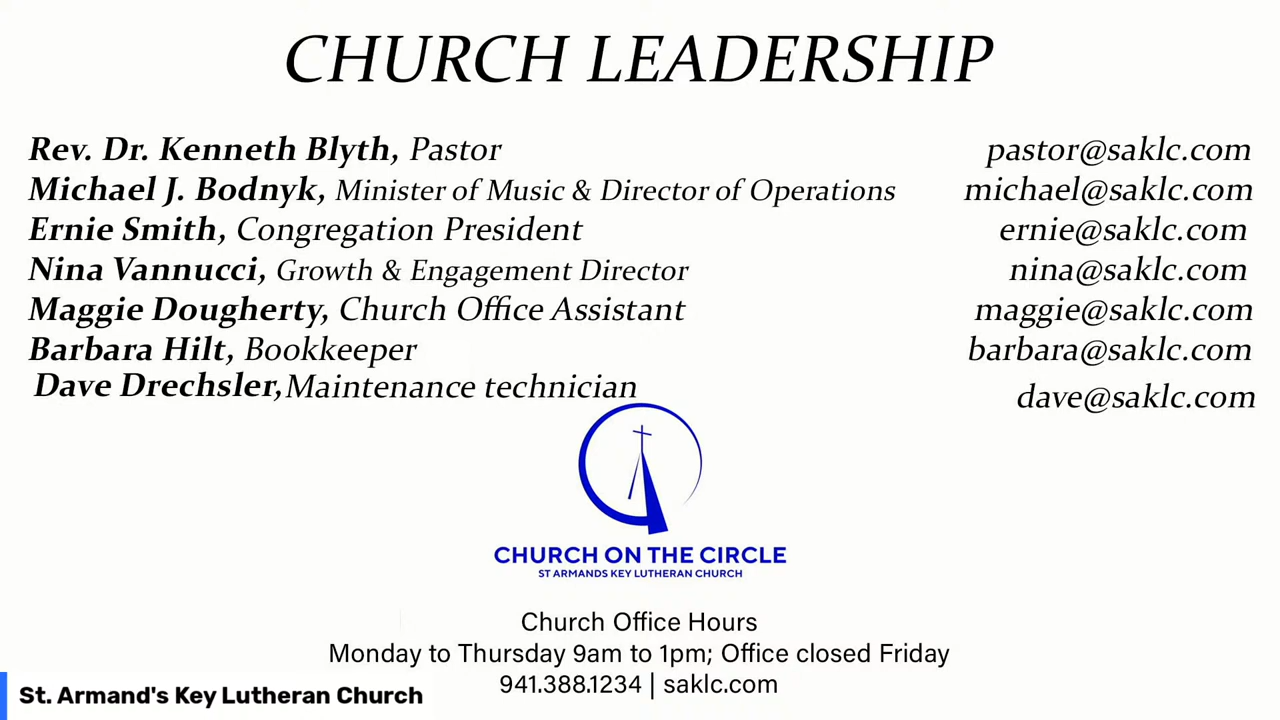 CHURCH LEADERSHIP
Rev. Dr. Kenneth Blyth, Pastor pastor@saklc.com
Michael J. Bodnyk, Minister of Music & Director of Operations michael@saklc.com
Ernie Smith, Congregation President ernie@saklc.com
Nina Vannucci, Growth & Engagement Director nina@saklc.com
Maggie Dougherty, Church Office Assistant maggie@saklc.com
Barbara Hilt, Bookkeeper barbara@saklc.com
Dave Drechsler,Maintenance technician dave@saklc.com
CHURCH ON THE CIRCLE
ST ARMANDS KEY LUTHERAN CHURCH
Church Office Hours
Monday to Thursday 9am to 1pm; Office closed Friday
941.388.1234 | saklc.com
St. Armand's Key Lutheran Church